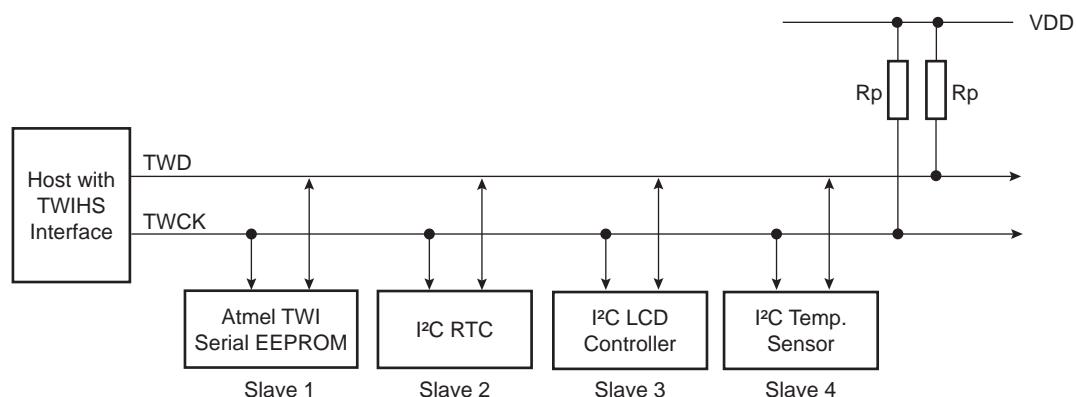 VDD
Rp
Rp
Host with
TWIHS
Interface
TWD
TWCK
Atmel TWI
Serial EEPROM
Slave 1
I²C RTC
Slave 2
I²C LCD
Controller
Slave 3
I²C Temp.
Sensor
Slave 4